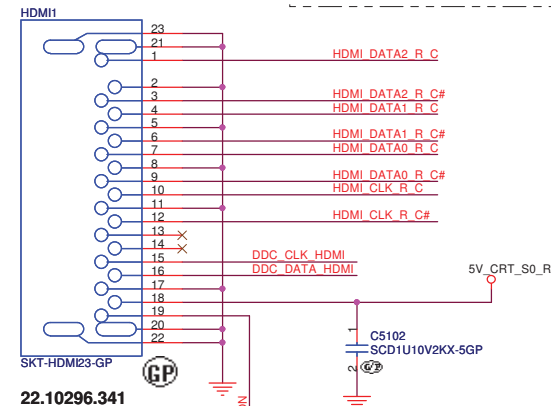 HDMI1
23
21
1 HDMI_DATA2_R_C
2
3 HDMI_DATA2_R_C#
4 HDMI_DATA1_R_C
5
6 HDMI_DATA1_R_C#
7 HDMI_DATA0_R_C
8
9 HDMI_DATA0_R_C#
10 HDMI_CLK_R_C
11
12 HDMI_CLK_R_C#
13
14
15 DDC_CLK_HDMI
16 DDC_DATA_HDMI
5V_CRT_S0_R
17
18
19
20
22
1
C5102
SCD1U10V2KX-5GP
2 GP
SKT-HDMI23-GP
GP
22.10296.341